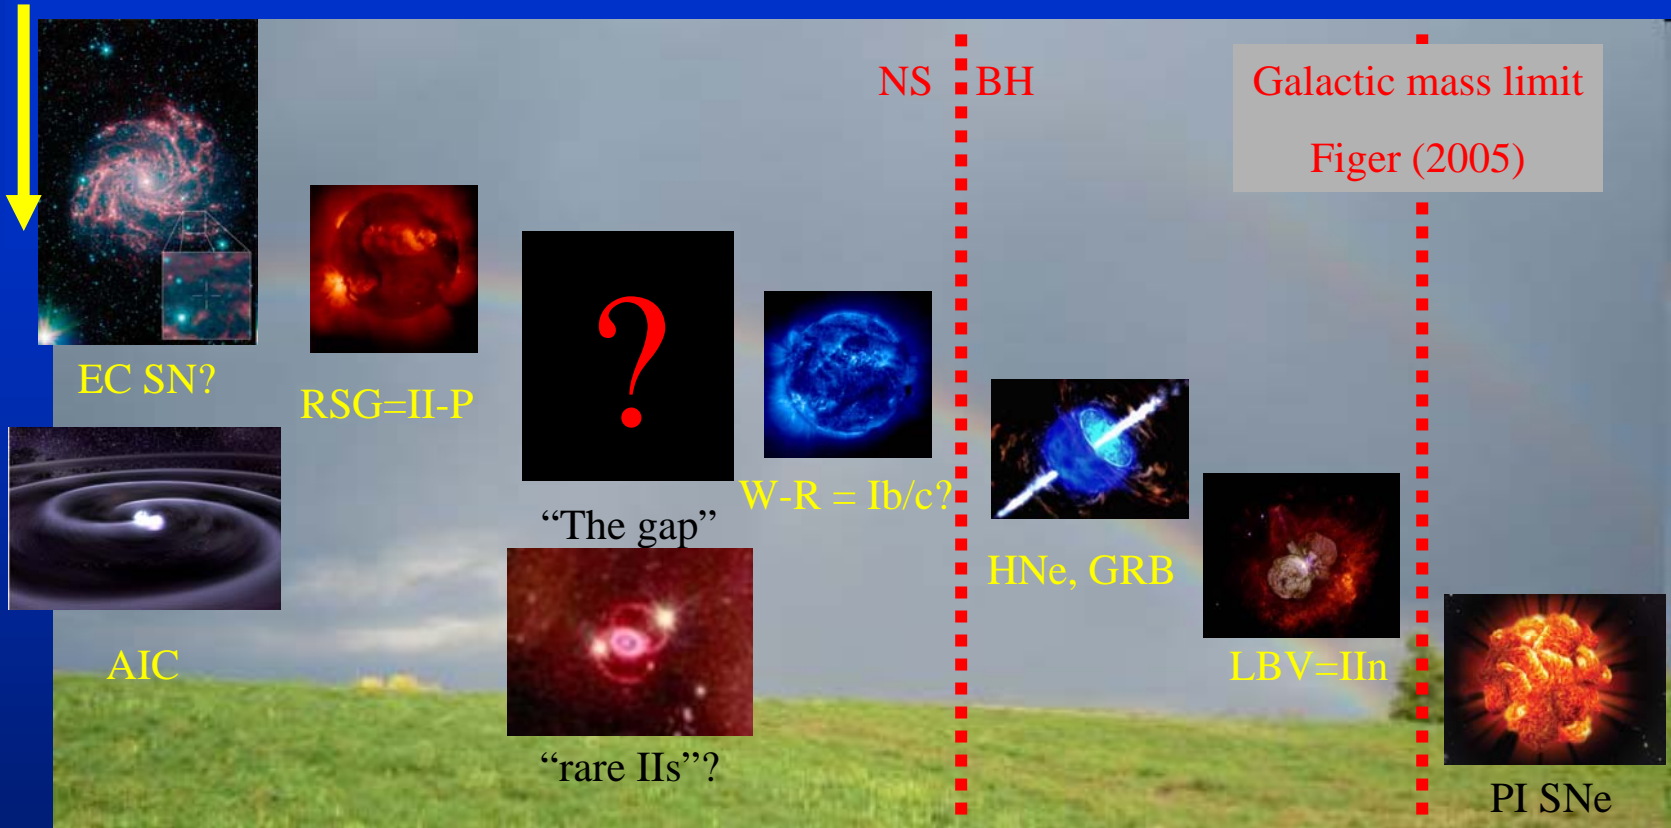 NS BH
Galactic mass limit
Figer (2005)
?
EC SN?
RSG=II-P
W-R = Ib/c?
“The gap”
HNe, GRB
AIC
LBV=IIn
“rare IIs”?
PI SNe